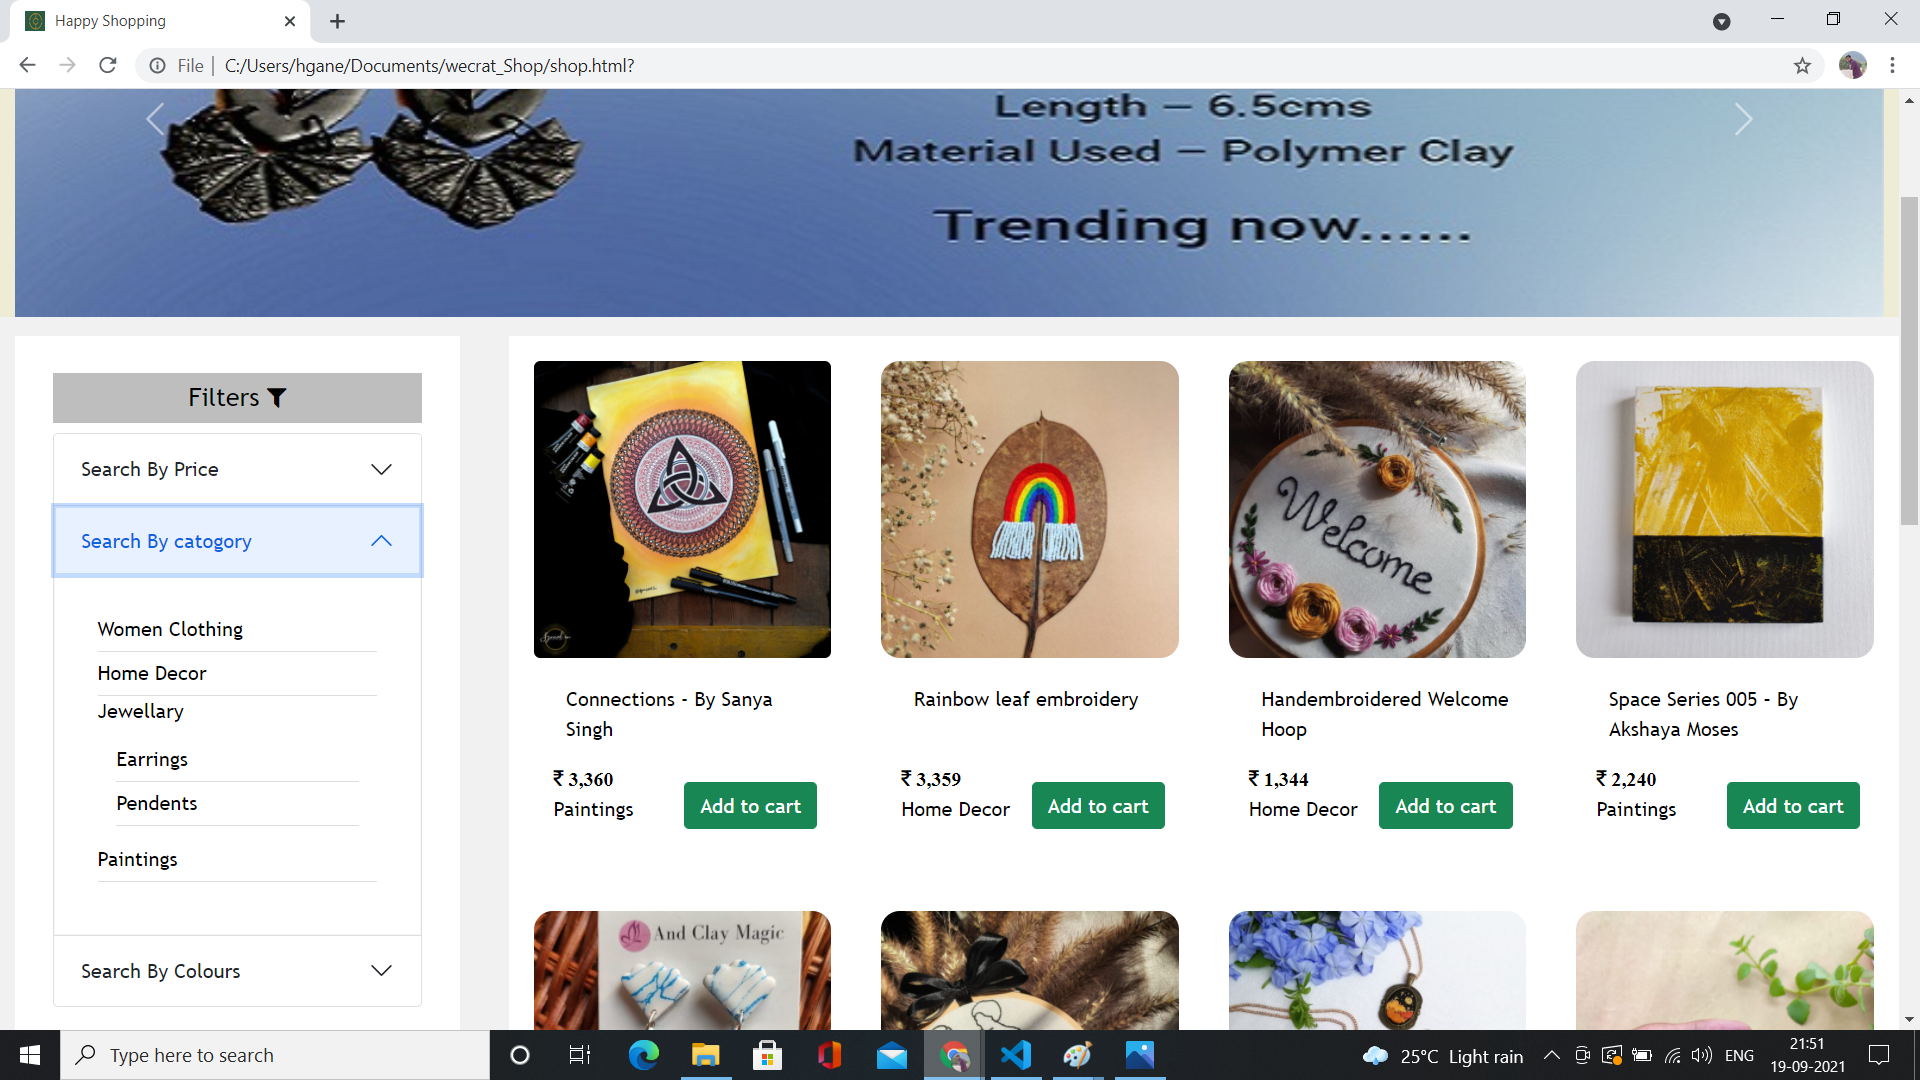 Happy Shopping
File
C:/Users/hgane/Documents/wecrat_Shop/shop.html?
Length – 6.5cms
Material Used – Polymer Clay
Trending now......
Filters
Search By Price
Search By catogory
Women Clothing
Home Decor
Jewellary
Earrings
Pendents
Paintings
Search By Colours
Welcome
Connections - By Sanya
Singh
₹ 3,360
Paintings
Add to cart
Rainbow leaf embroidery
₹ 3,359
Home Decor
Add to cart
Handembroidered Welcome
Hoop
₹ 1,344
Home Decor
Add to cart
Space Series 005 - By
Akshaya Moses
₹ 2,240
Paintings
Add to cart
And Clay Magic
Type here to search
25°C Light rain
ENG
21:51
19-09-2021